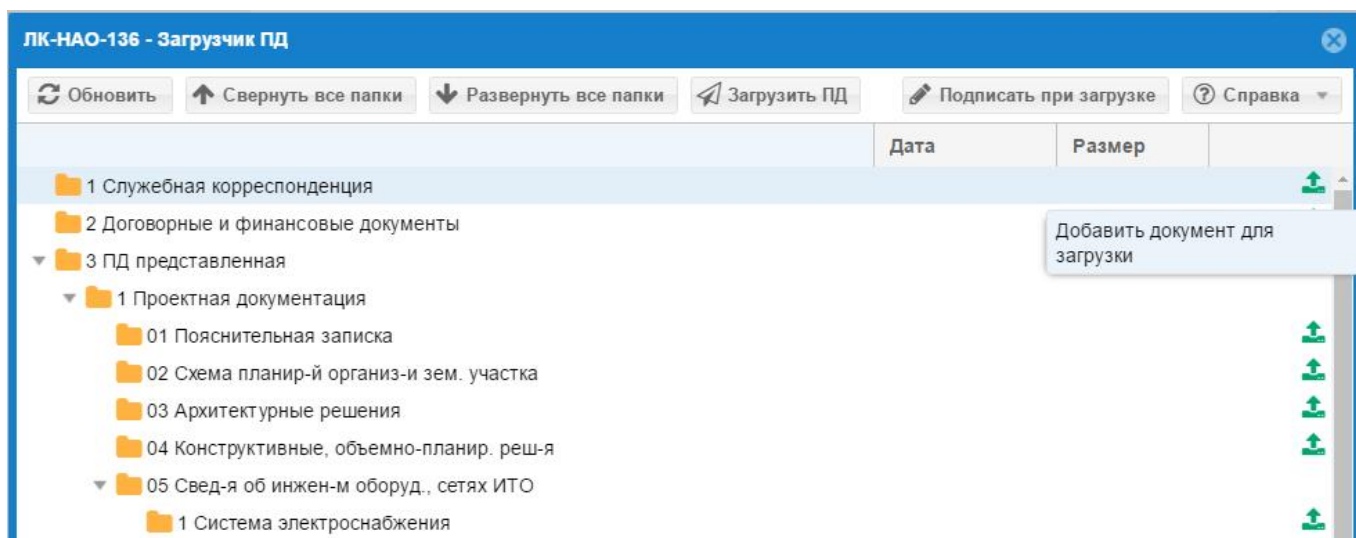 ЛК-НАО-136 - Загрузчик ПД
Обновить Свернуть все папки Развернуть все папки Загрузить ПД Подписать при загрузке Справка
Дата Размер
1 Служебная корреспонденция
2 Договорные и финансовые документы
Добавить документ для
загрузки
3 ПД представленная
1 Проектная документация
01 Пояснительная записка
02 Схема планир-й организ-и зем. участка
03 Архитектурные решения
04 Конструктивные, объемно-планир. реш-я
05 Свед-я об инжен-м оборуд., сетях ИТО
1 Система электроснабжения